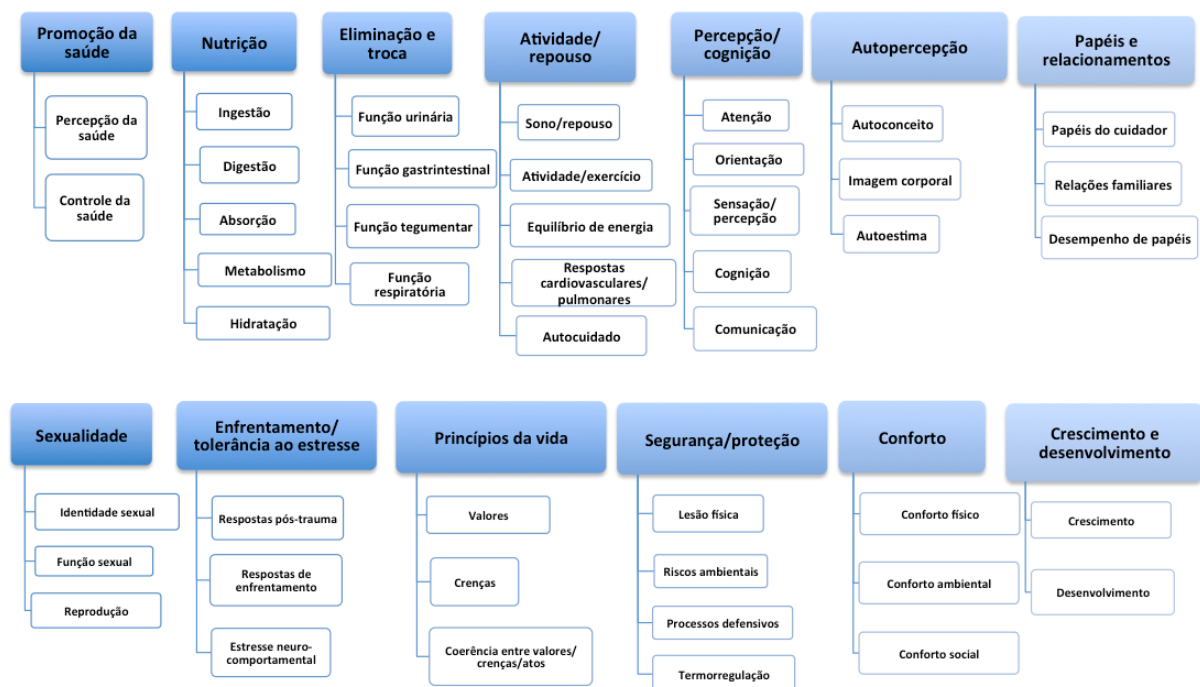 Promoção da
saúde
Percepção da
saúde
Controle da
saúde
Nutrição
Ingestão
Digestão
Absorção
Metabolismo
Hidratação
Eliminação e
troca
Função urinária
Função gastrintestinal
Função tegumentar
Função
respiratória
Atividade/
repouso
Sono/repouso
Atividade/exercício
Equilíbrio de energia
Respostas
cardiovasculares/
pulmonares
Autocuidado
Percepção/
cognição
Atenção
Orientação
Sensação/
percepção
Cognição
Comunicação
Autopercepção
Autoconceito
Imagem corporal
Autoestima
Papéis e
relacionamentos
Papéis do cuidador
Relações familiares
Desempenho de papéis
Sexualidade
Identidade sexual
Função sexual
Reprodução
Enfrentamento/
tolerância ao estresse
Respostas pós-trauma
Respostas de
enfrentamento
Estresse neuro-
comportamental
Princípios da vida
Valores
Crenças
Coerência entre valores/
crenças/atos
Segurança/proteção
Lesão física
Riscos ambientais
Processos defensivos
Termorregulação
Conforto
Conforto físico
Conforto ambiental
Conforto social
Crescimento e
desenvolvimento
Crescimento
Desenvolvimento